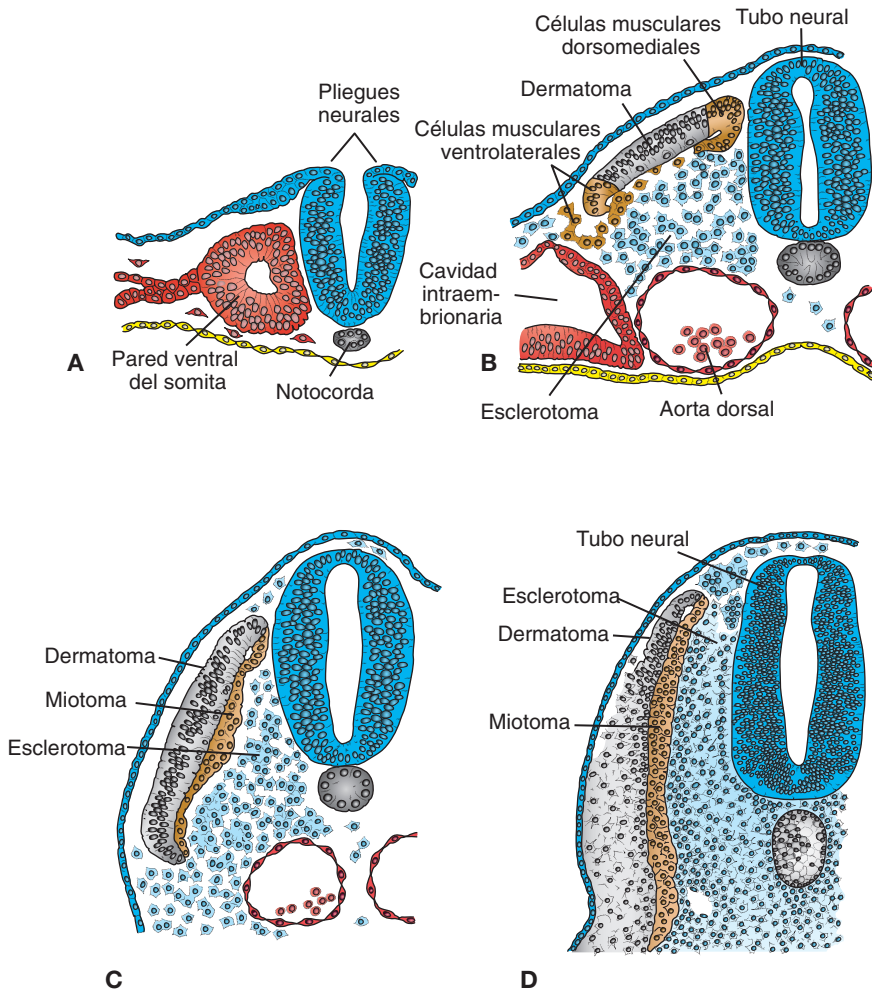 Pliegues
neurales
A
Pared ventral
del somita
Notocorda
Células musculares
dorsomediales
Tubo neural
Dermatoma
Células musculares
ventrolaterales
Cavidad
intraem-
brionaria
B
Esclerotoma
Aorta dorsal
Dermatoma
Miotoma
Esclerotoma
C
Tubo neural
Esclerotoma
Dermatoma
Miotoma
D